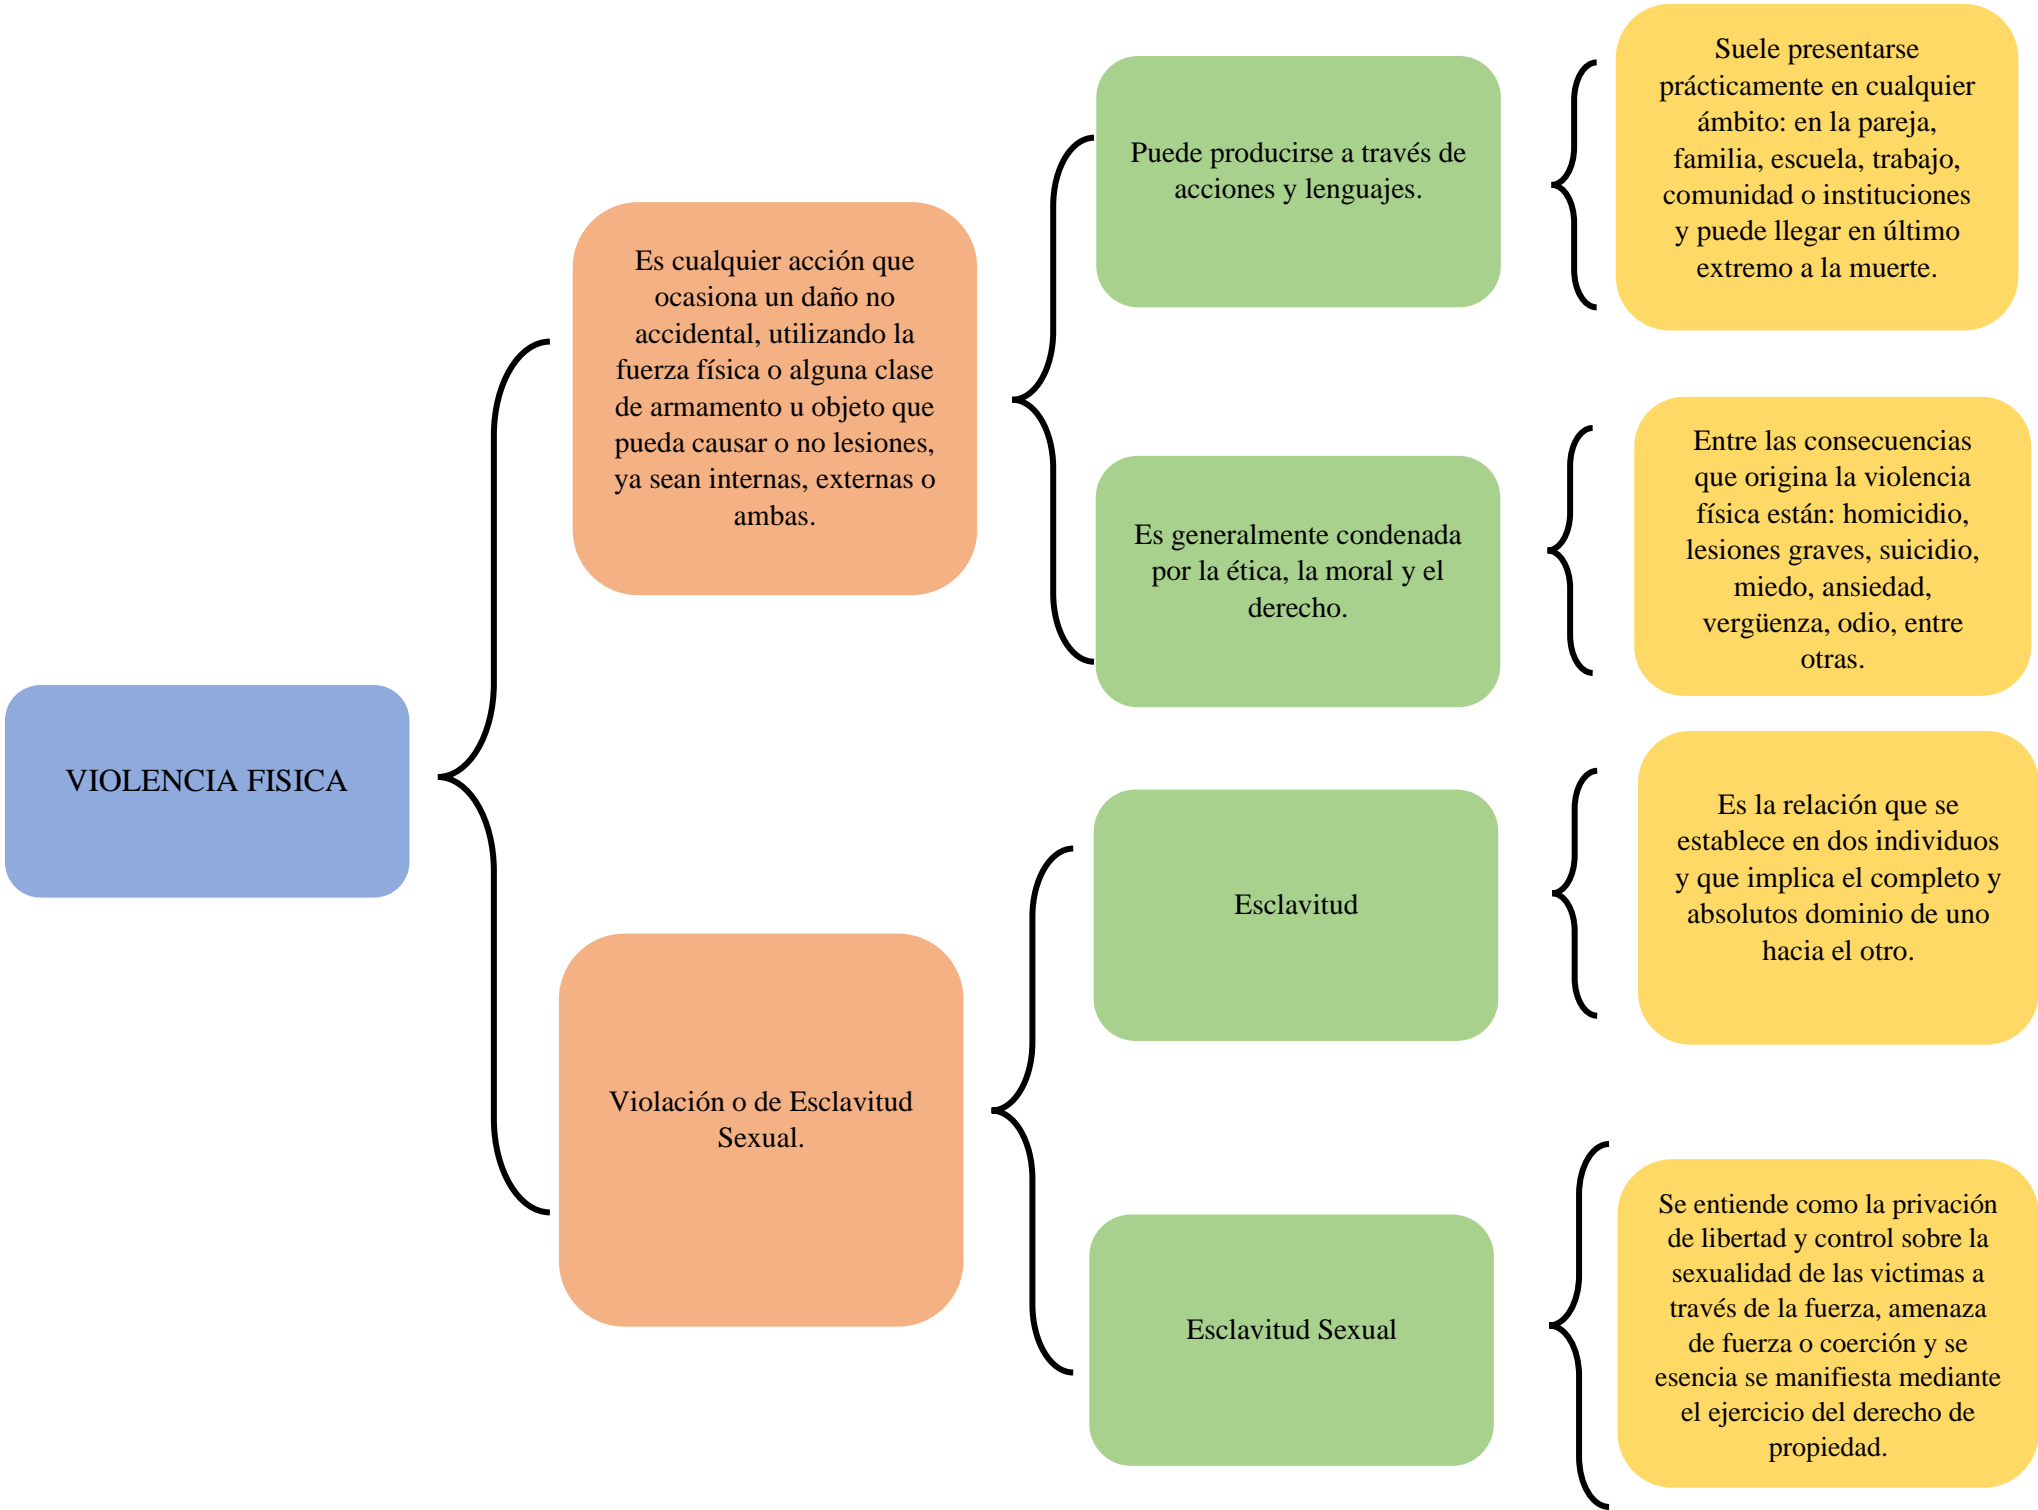 VIOLENCIA FISICA
Es cualquier acción que
ocasiona un daño no
accidental, utilizando la
fuerza física o alguna clase
de armamento u objeto que
pueda causar o no lesiones,
ya sean internas, externas o
ambas.
Puede producirse a través de
acciones y lenguajes.
Suele presentarse
prácticamente en cualquier
ámbito: en la pareja,
familia, escuela, trabajo,
comunidad o instituciones
y puede llegar en último
extremo a la muerte.
Es generalmente condenada
por la ética, la moral y el
derecho.
Entre las consecuencias
que origina la violencia
física están: homicidio,
lesiones graves, suicidio,
miedo, ansiedad,
vergüenza, odio, entre
otras.
Violación o de Esclavitud
Sexual.
Esclavitud
Es la relación que se
establece en dos individuos
y que implica el completo y
absolutos dominio de uno
hacia el otro.
Esclavitud Sexual
Se entiende como la privación
de libertad y control sobre la
sexualidad de las victimas a
través de la fuerza, amenaza
de fuerza o coerción y se
esencia se manifiesta mediante
el ejercicio del derecho de
propiedad.